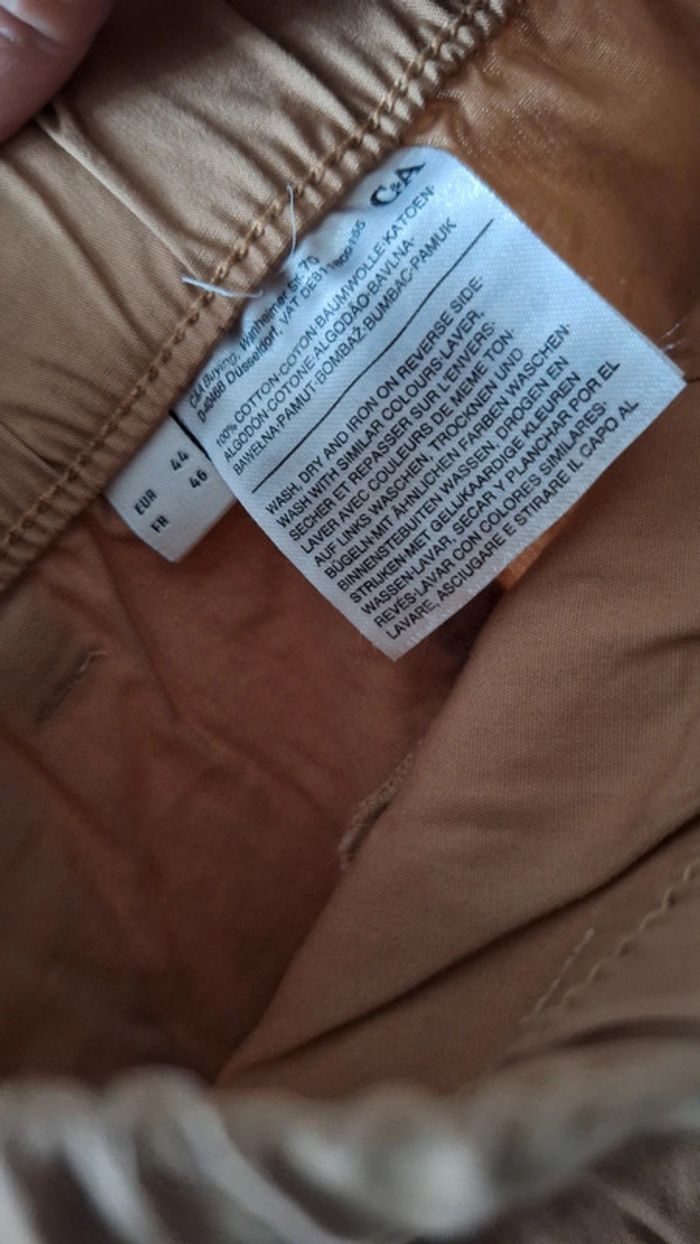 C&A
C&A Buying, Wanheimer Str. 70
D-40468 Düsseldorf, VAT DE811
100% COTTON·COTON·BAUMWOLLE·KATOEN·
ALGODÓN·COTONE·ALGODÃO·BAVLNA·
BAWEŁNA·PAMUT·BOMBAŽ·BUMBAC·PAMUK
WASH, DRY AND IRON ON REVERSE SIDE·
WASH WITH SIMILAR COLOURS·LAVER,
SÉCHER ET REPASSER SUR L'ENVERS·
LAVER AVEC COULEURS DE MEME TON·
AUF LINKS WASCHEN, TROCKNEN UND
BÜGELN·MIT ÄHNLICHEN FARBEN WASCHEN·
BINNENSTEBUITEN WASSEN, DROGEN EN
STRIJKEN·MET GELIJKAARDIGE KLEUREN
WASSEN·LAVAR, SECAR Y PLANCHAR POR EL
REVÉS·LAVAR CON COLORES SIMILARES·
LAVARE, ASCIUGARE E STIRARE IL CAPO AL
EUR 44
FR 46